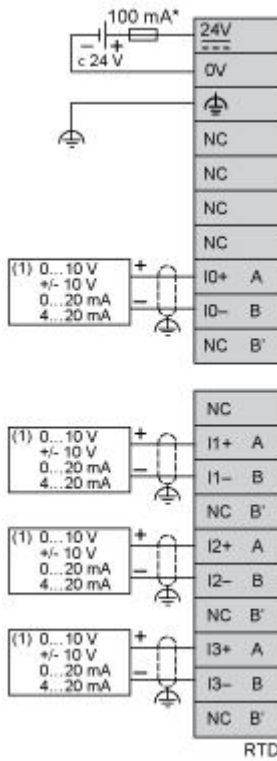 100 mA*
24V
− +
c 24 V
0V
NC
NC
NC
NC
(1) 0...10 V
+/- 10 V
0...20 mA
4...20 mA
+
−
I0+ A
I0− B
NC B'
NC
(1) 0...10 V
+/- 10 V
0...20 mA
4...20 mA
+
−
I1+ A
I1− B
NC B'
(1) 0...10 V
+/- 10 V
0...20 mA
4...20 mA
+
−
I2+ A
I2− B
NC B'
(1) 0...10 V
+/- 10 V
0...20 mA
4...20 mA
+
−
I3+ A
I3− B
NC B'
RTD